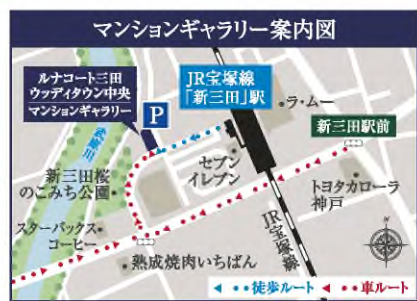 マンションギャラリー案内図
ルナコート三田
ウッディタウン中央
マンションギャラリー
P
JR宝塚線
「新三田」駅
ラ・ムー
新三田駅前
武庫川
新三田桜
のこみち公園
セブン
イレブン
トヨタカローラ
神戸
スターバックス
コーヒー
熟成焼肉いちばん
JR宝塚線
徒歩ルート
車ルート